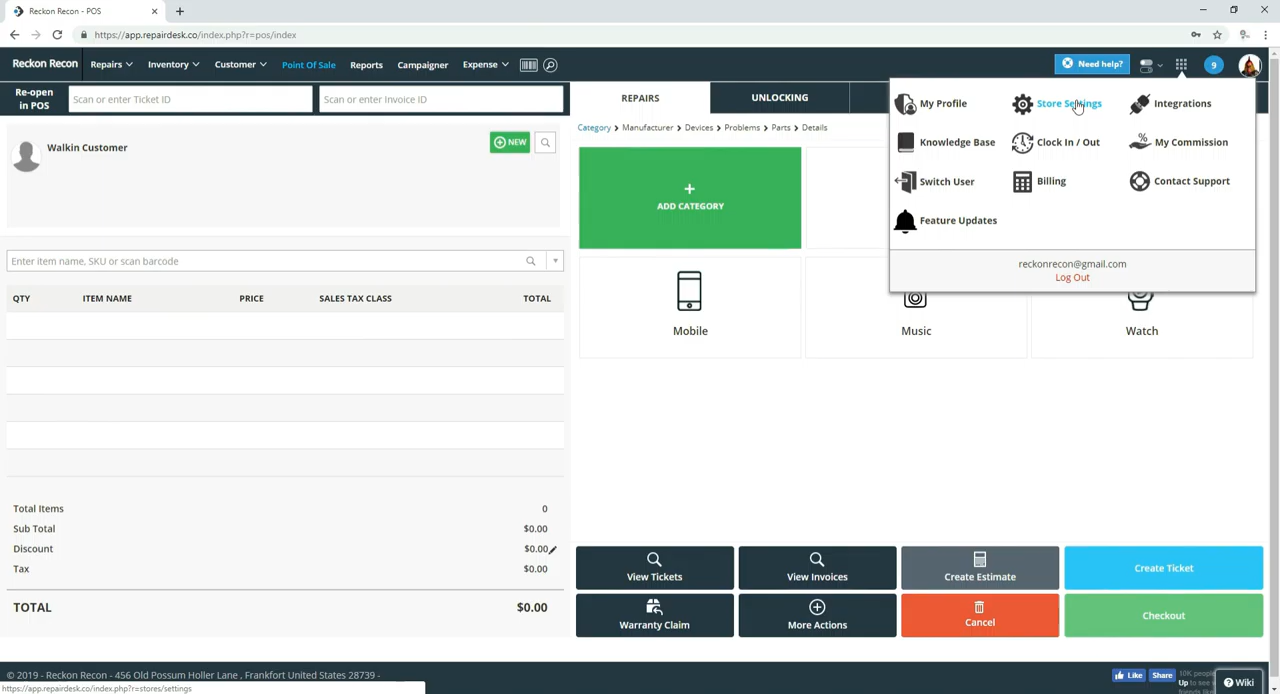 Reckon Recon - POS
https://app.repairdesk.co/index.php?r=pos/index
Reckon Recon Repairs Inventory Customer Point Of Sale Reports Campaigner Expense Need help? 9
Re-open in POS
Scan or enter Ticket ID
Scan or enter Invoice ID
REPAIRS
UNLOCKING
Category > Manufacturer > Devices > Problems > Parts > Details
Walkin Customer
NEW
+
ADD CATEGORY
My Profile
Store Settings
Integrations
Knowledge Base
Clock In / Out
My Commission
Switch User
Billing
Contact Support
Feature Updates
reckonrecon@gmail.com
Log Out
Enter item name, SKU or scan barcode
QTY ITEM NAME PRICE SALES TAX CLASS TOTAL
Mobile
Music
Watch
Total Items 0
Sub Total $0.00
Discount $0.00
Tax $0.00
TOTAL $0.00
View Tickets
View Invoices
Create Estimate
Create Ticket
Warranty Claim
More Actions
Cancel
Checkout
© 2019 - Reckon Recon - 456 Old Possum Holler Lane , Frankfort United States 28739 -
Like
Share
10K people
Up to see
Wiki
https://app.repairdesk.co/index.php?r=stores/settings